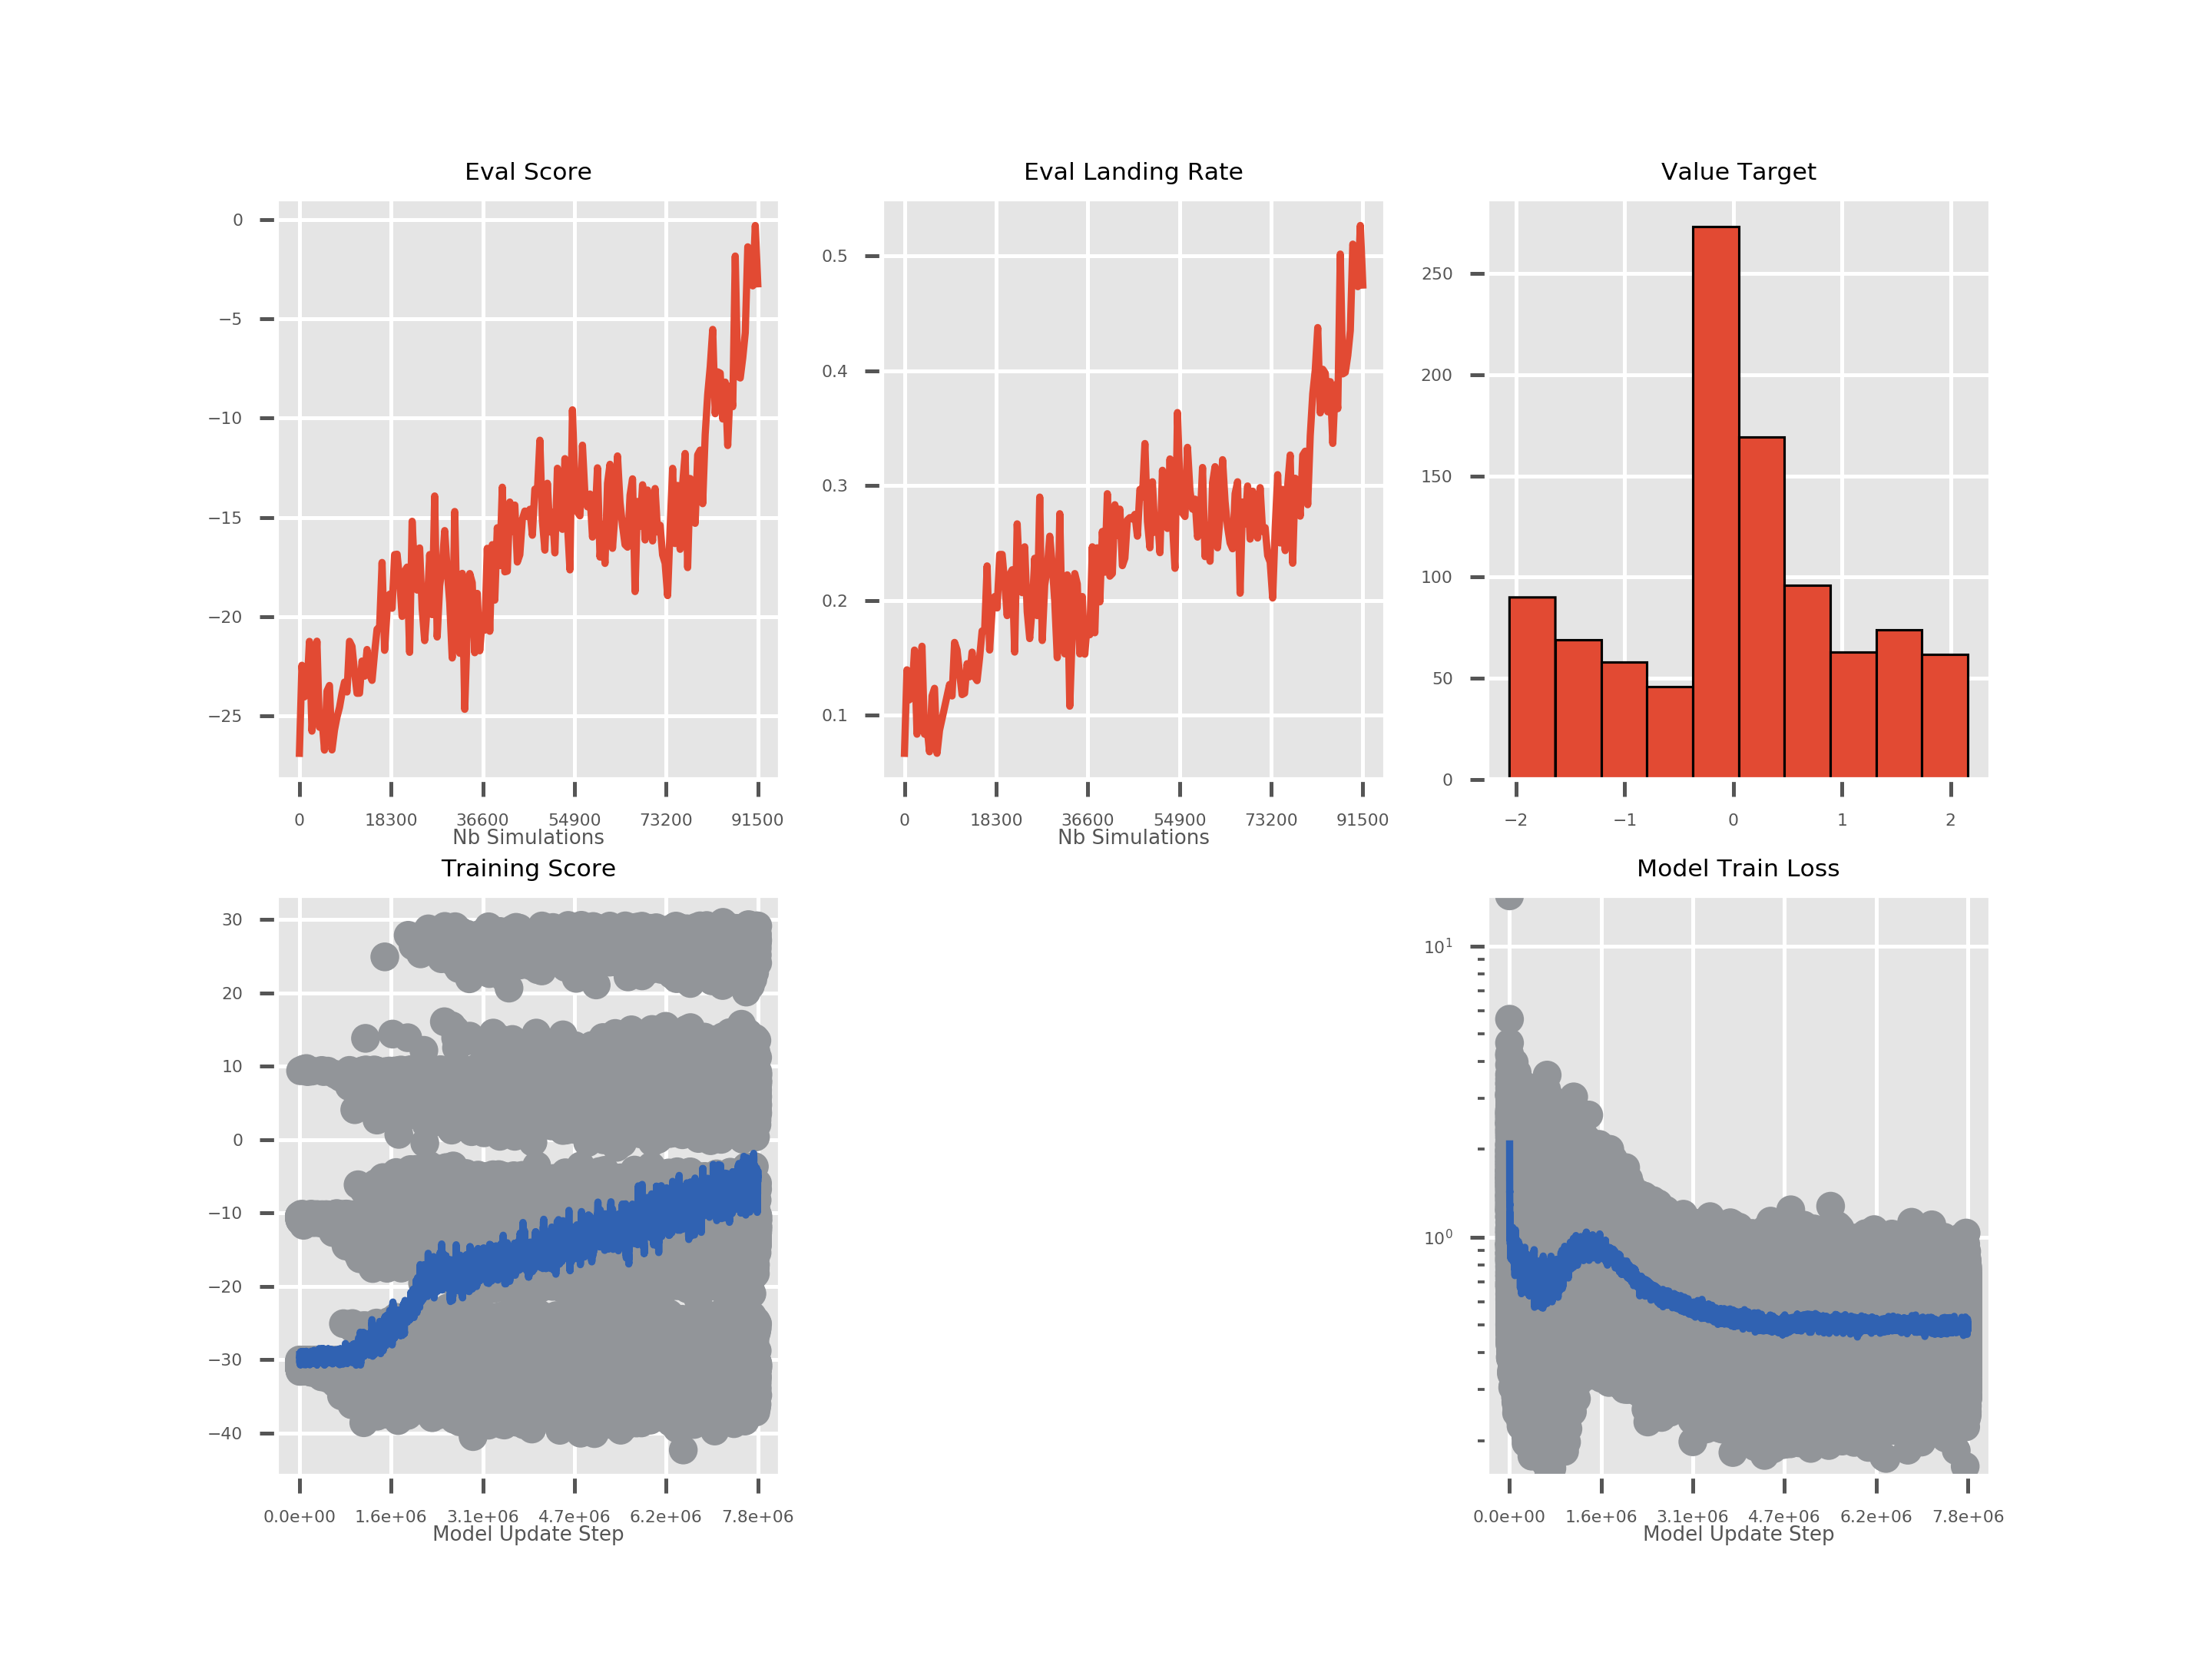 Eval Score
0
−5
−10
−15
−20
−25
0 18300 36600 54900 73200 91500
Nb Simulations
Eval Landing Rate
0.5
0.4
0.3
0.2
0.1
0 18300 36600 54900 73200 91500
Nb Simulations
Value Target
250
200
150
100
50
0
−2 −1 0 1 2
Training Score
30
20
10
0
−10
−20
−30
−40
0.0e+00 1.6e+06 3.1e+06 4.7e+06 6.2e+06 7.8e+06
Model Update Step
Model Train Loss
10¹
10⁰
0.0e+00 1.6e+06 3.1e+06 4.7e+06 6.2e+06 7.8e+06
Model Update Step